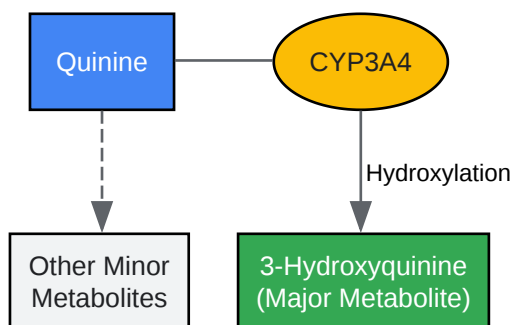 Quinine
CYP3A4
Hydroxylation
Other Minor
Metabolites
3-Hydroxyquinine
(Major Metabolite)